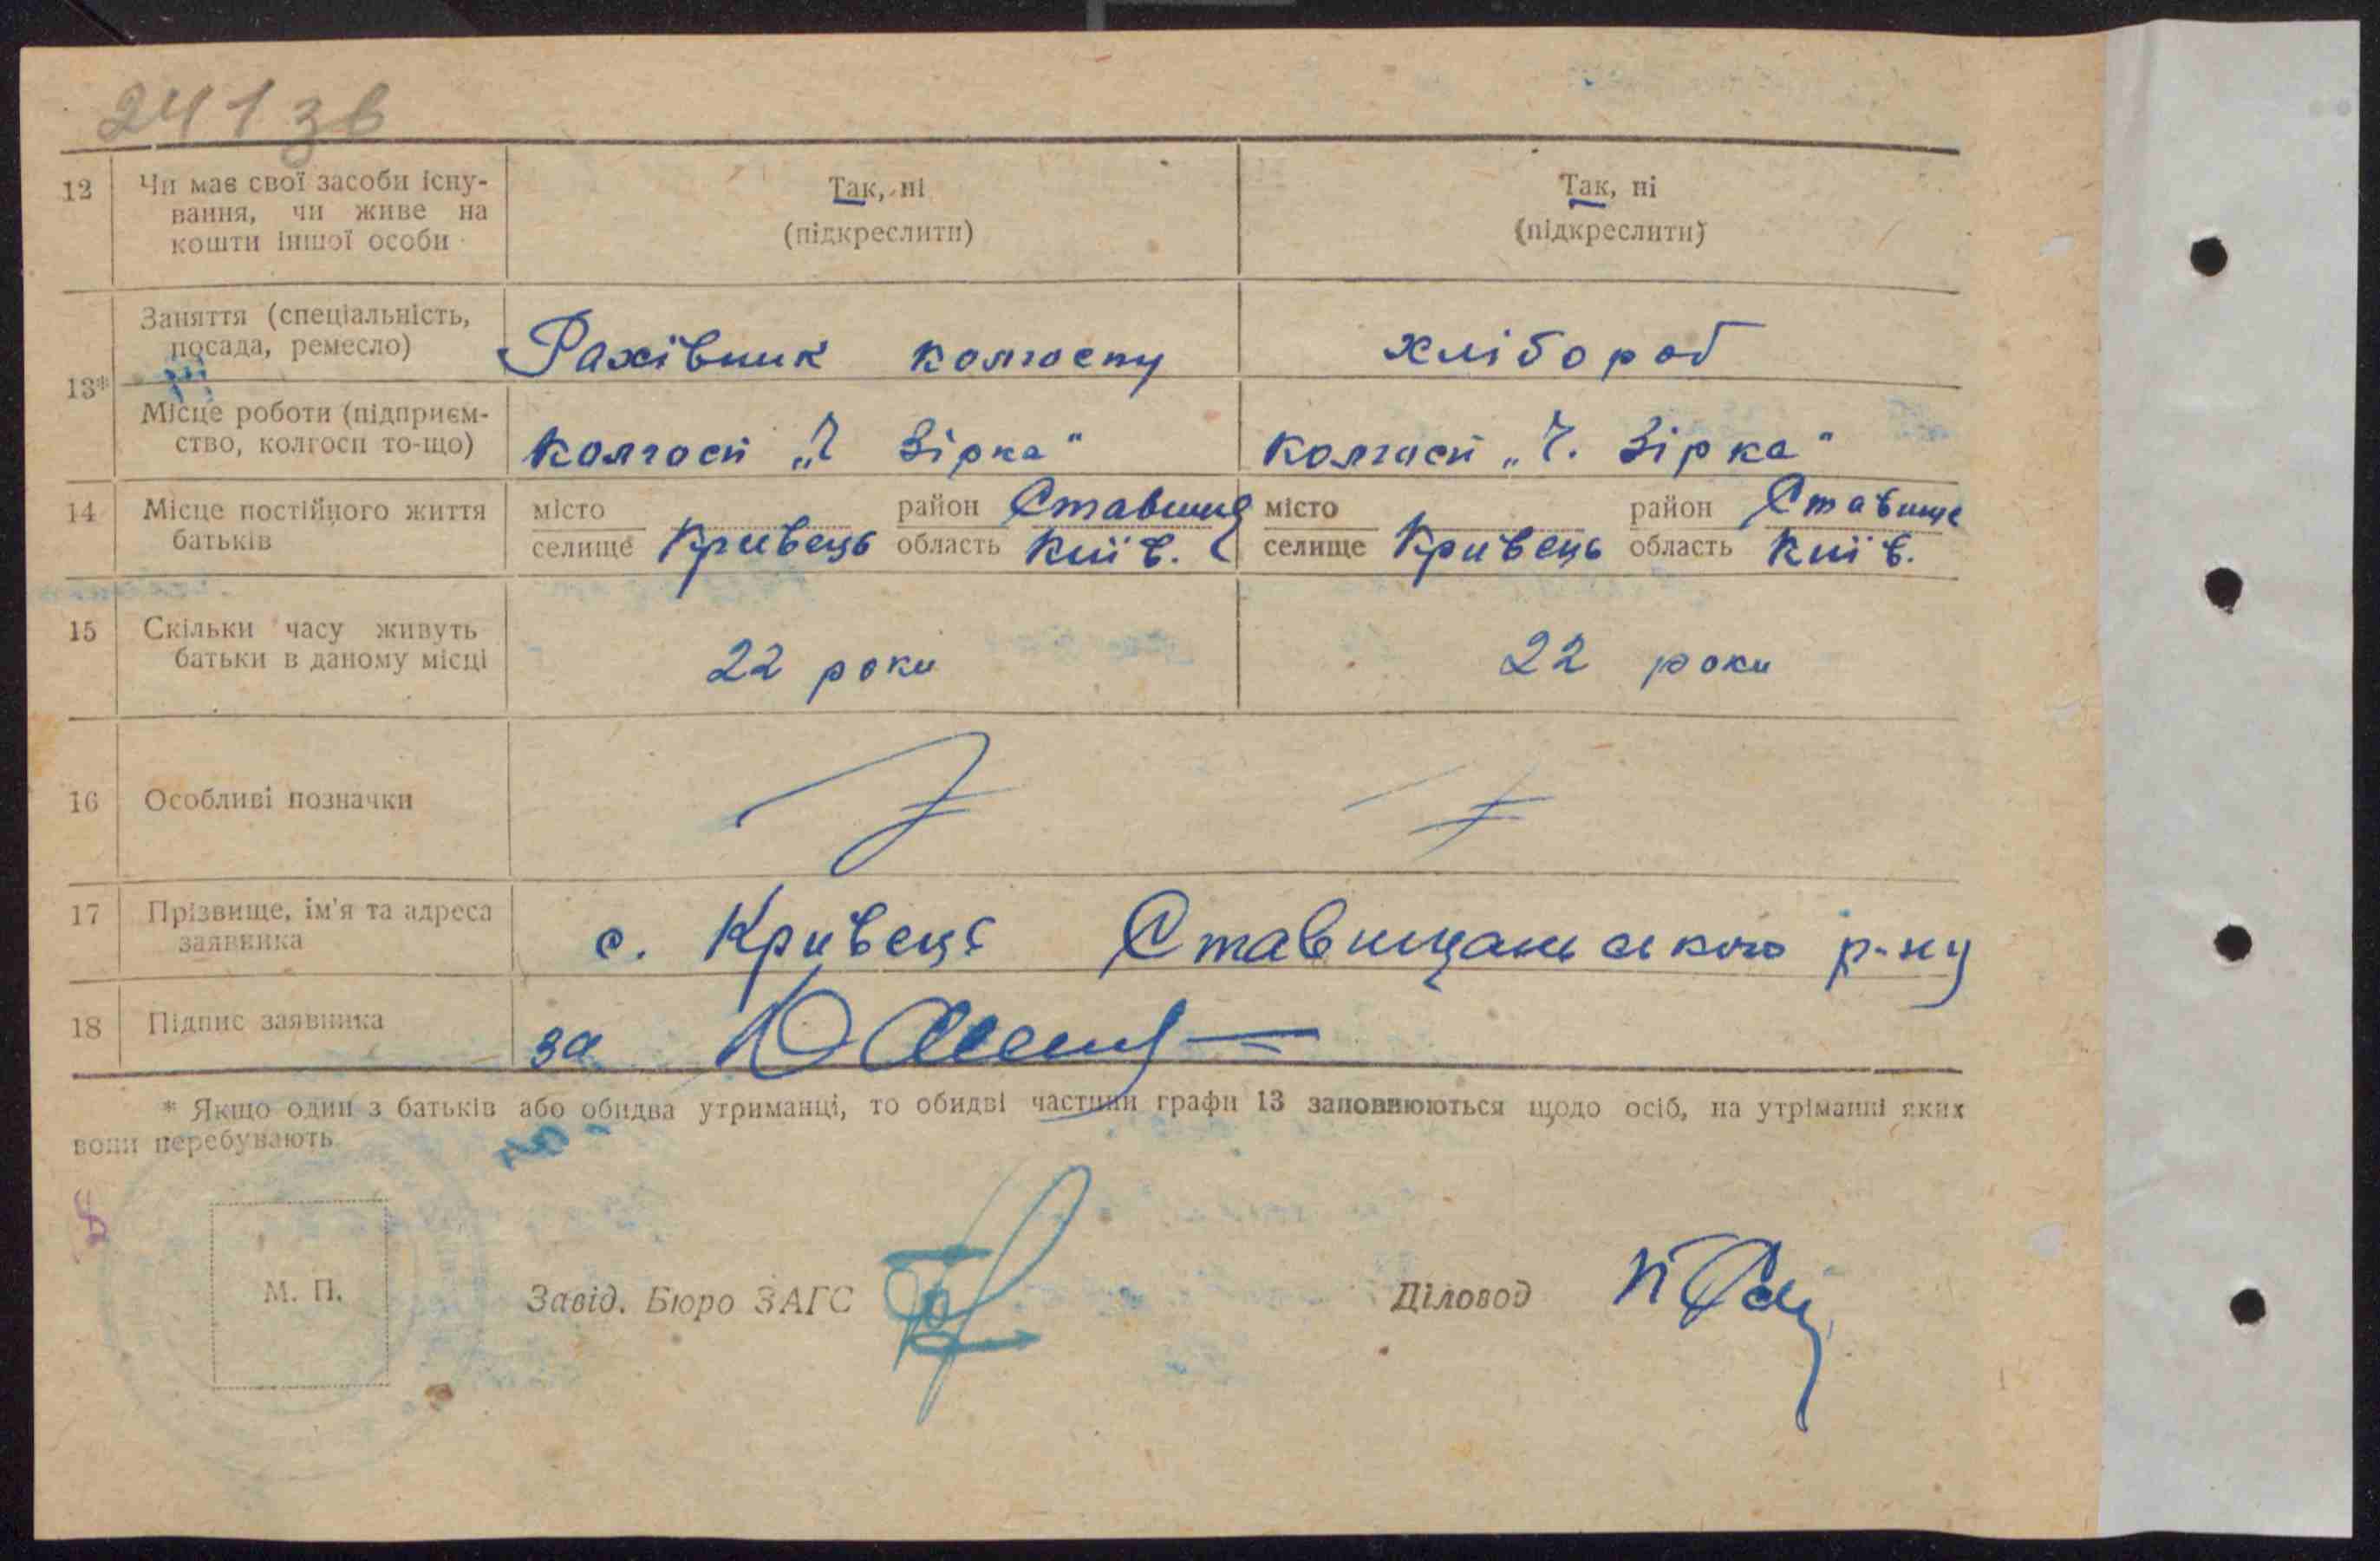 241 зв
12 Чи має свої засоби існу-
вання, чи живе на
кошти іншої особи
Так, ні
(підкреслити)
Так, ні
(підкреслити)
13*
Заняття (спеціальність,
посада, ремесло)
Рахівник колгоспу
хлібороб
Місце роботи (підприєм-
ство, колгосп то-що)
колгосп „Ч Зірка"
колгосп „Ч. Зірка"
14 Місце постійного життя
батьків
місто
селище Кривець
район Ставище
область Київ.
місто
селище Кривець
район Ставище
область Київ.
15 Скільки часу живуть
батьки в даному місці
22 роки
22 роки
16 Особливі позначки
17 Прізвище, ім'я та адреса
заявника
с. Кривець Ставищанського р-ну
18 Підпис заявника
за
* Якщо один з батьків або обидва утриманці, то обидві частини графи 13 заповнюються щодо осіб, на утріманні яких
вони перебувають
М. П.
Завід. Бюро ЗАГС
Діловод